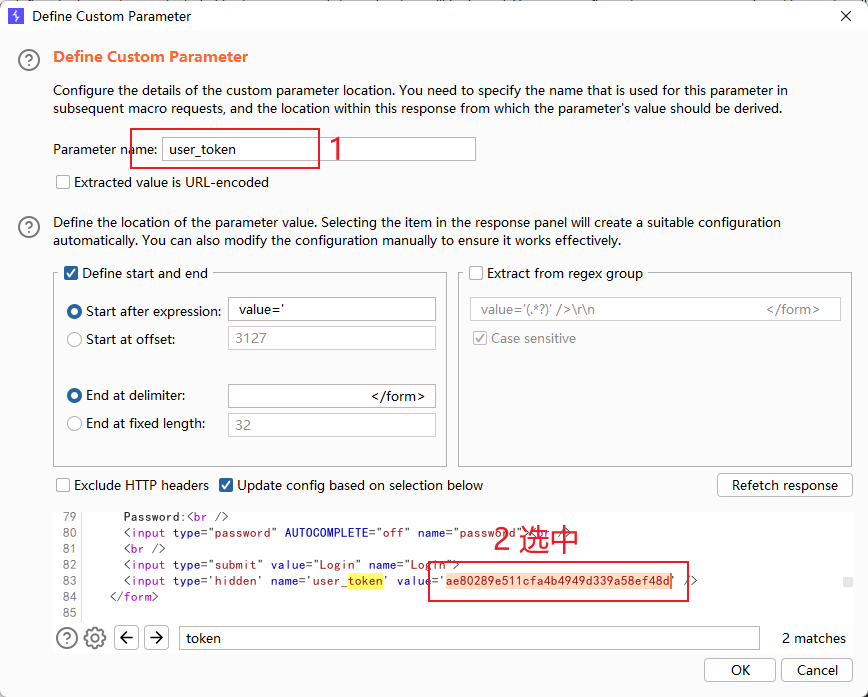 Define Custom Parameter
Define Custom Parameter
Configure the details of the custom parameter location. You need to specify the name that is used for this parameter in
subsequent macro requests, and the location within this response from which the parameter's value should be derived.
Parameter name: user_token 1
Extracted value is URL-encoded
Define the location of the parameter value. Selecting the item in the response panel will create a suitable configuration
automatically. You can also modify the configuration manually to ensure it works effectively.
Define start and end
Start after expression: value='
Start at offset: 3127
End at delimiter: </form>
End at fixed length: 32
Extract from regex group
value='(.*?)' />\r\n </form>
Case sensitive
Exclude HTTP headers Update config based on selection below Refetch response
79 Password:<br />
80 <input type="password" AUTOCOMPLETE="off" name="password"><br />
81 <br />
82 <input type="submit" value="Login" name="Login">
2 选中
83 <input type='hidden' name='user_token' value='ae80289e511cfa4b4949d339a58ef48d' />
84 </form>
85
token 2 matches
OK Cancel